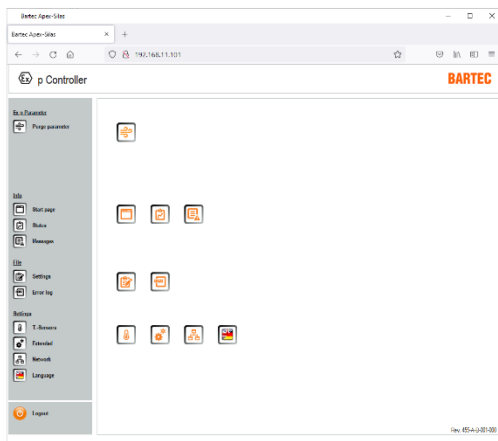 Bartec Apex-Silas
Bartec Apex-Silas
192.168.11.101
Ex p Controller
BARTEC
Ex p Parameter
Purge parameter
Info
Start page
Status
Messages
File
Settings
Error log
Settings
T.-Sensors
Extended
Network
Language
Logout